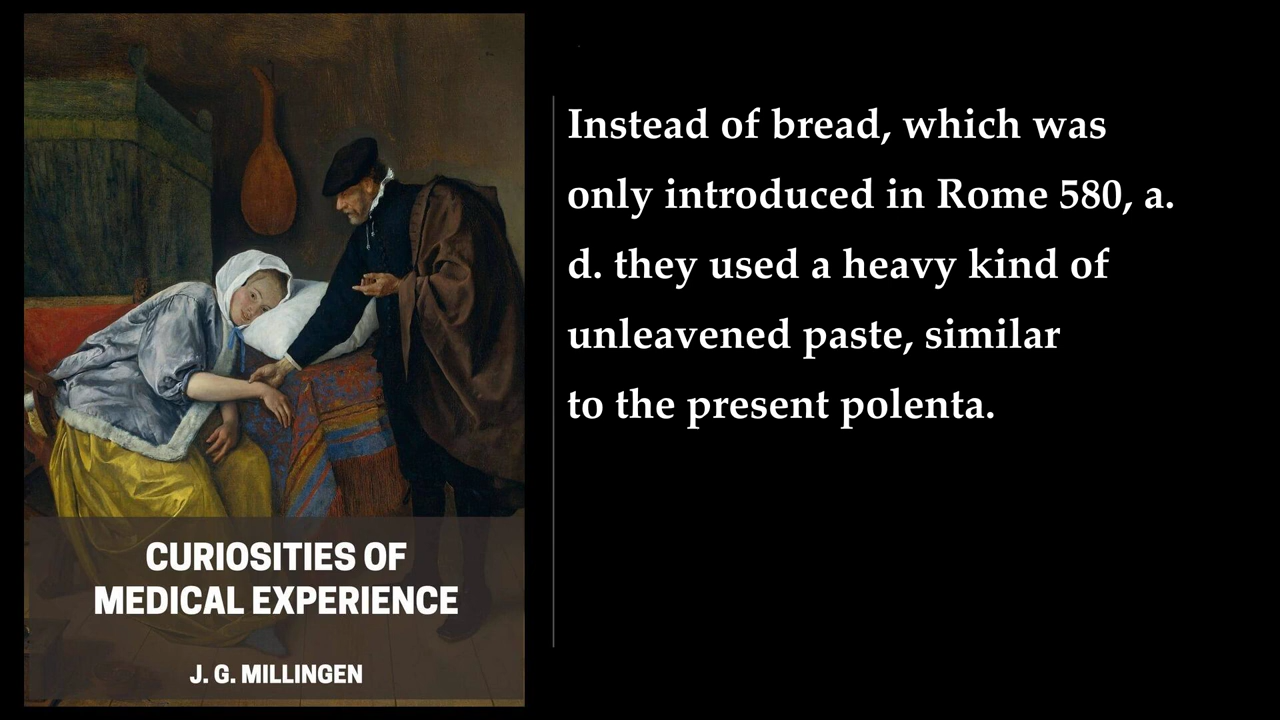 Instead of bread, which was
only introduced in Rome 580, a.
d. they used a heavy kind of
unleavened paste, similar
to the present polenta.
CURIOSITIES OF
MEDICAL EXPERIENCE
J. G. MILLINGEN